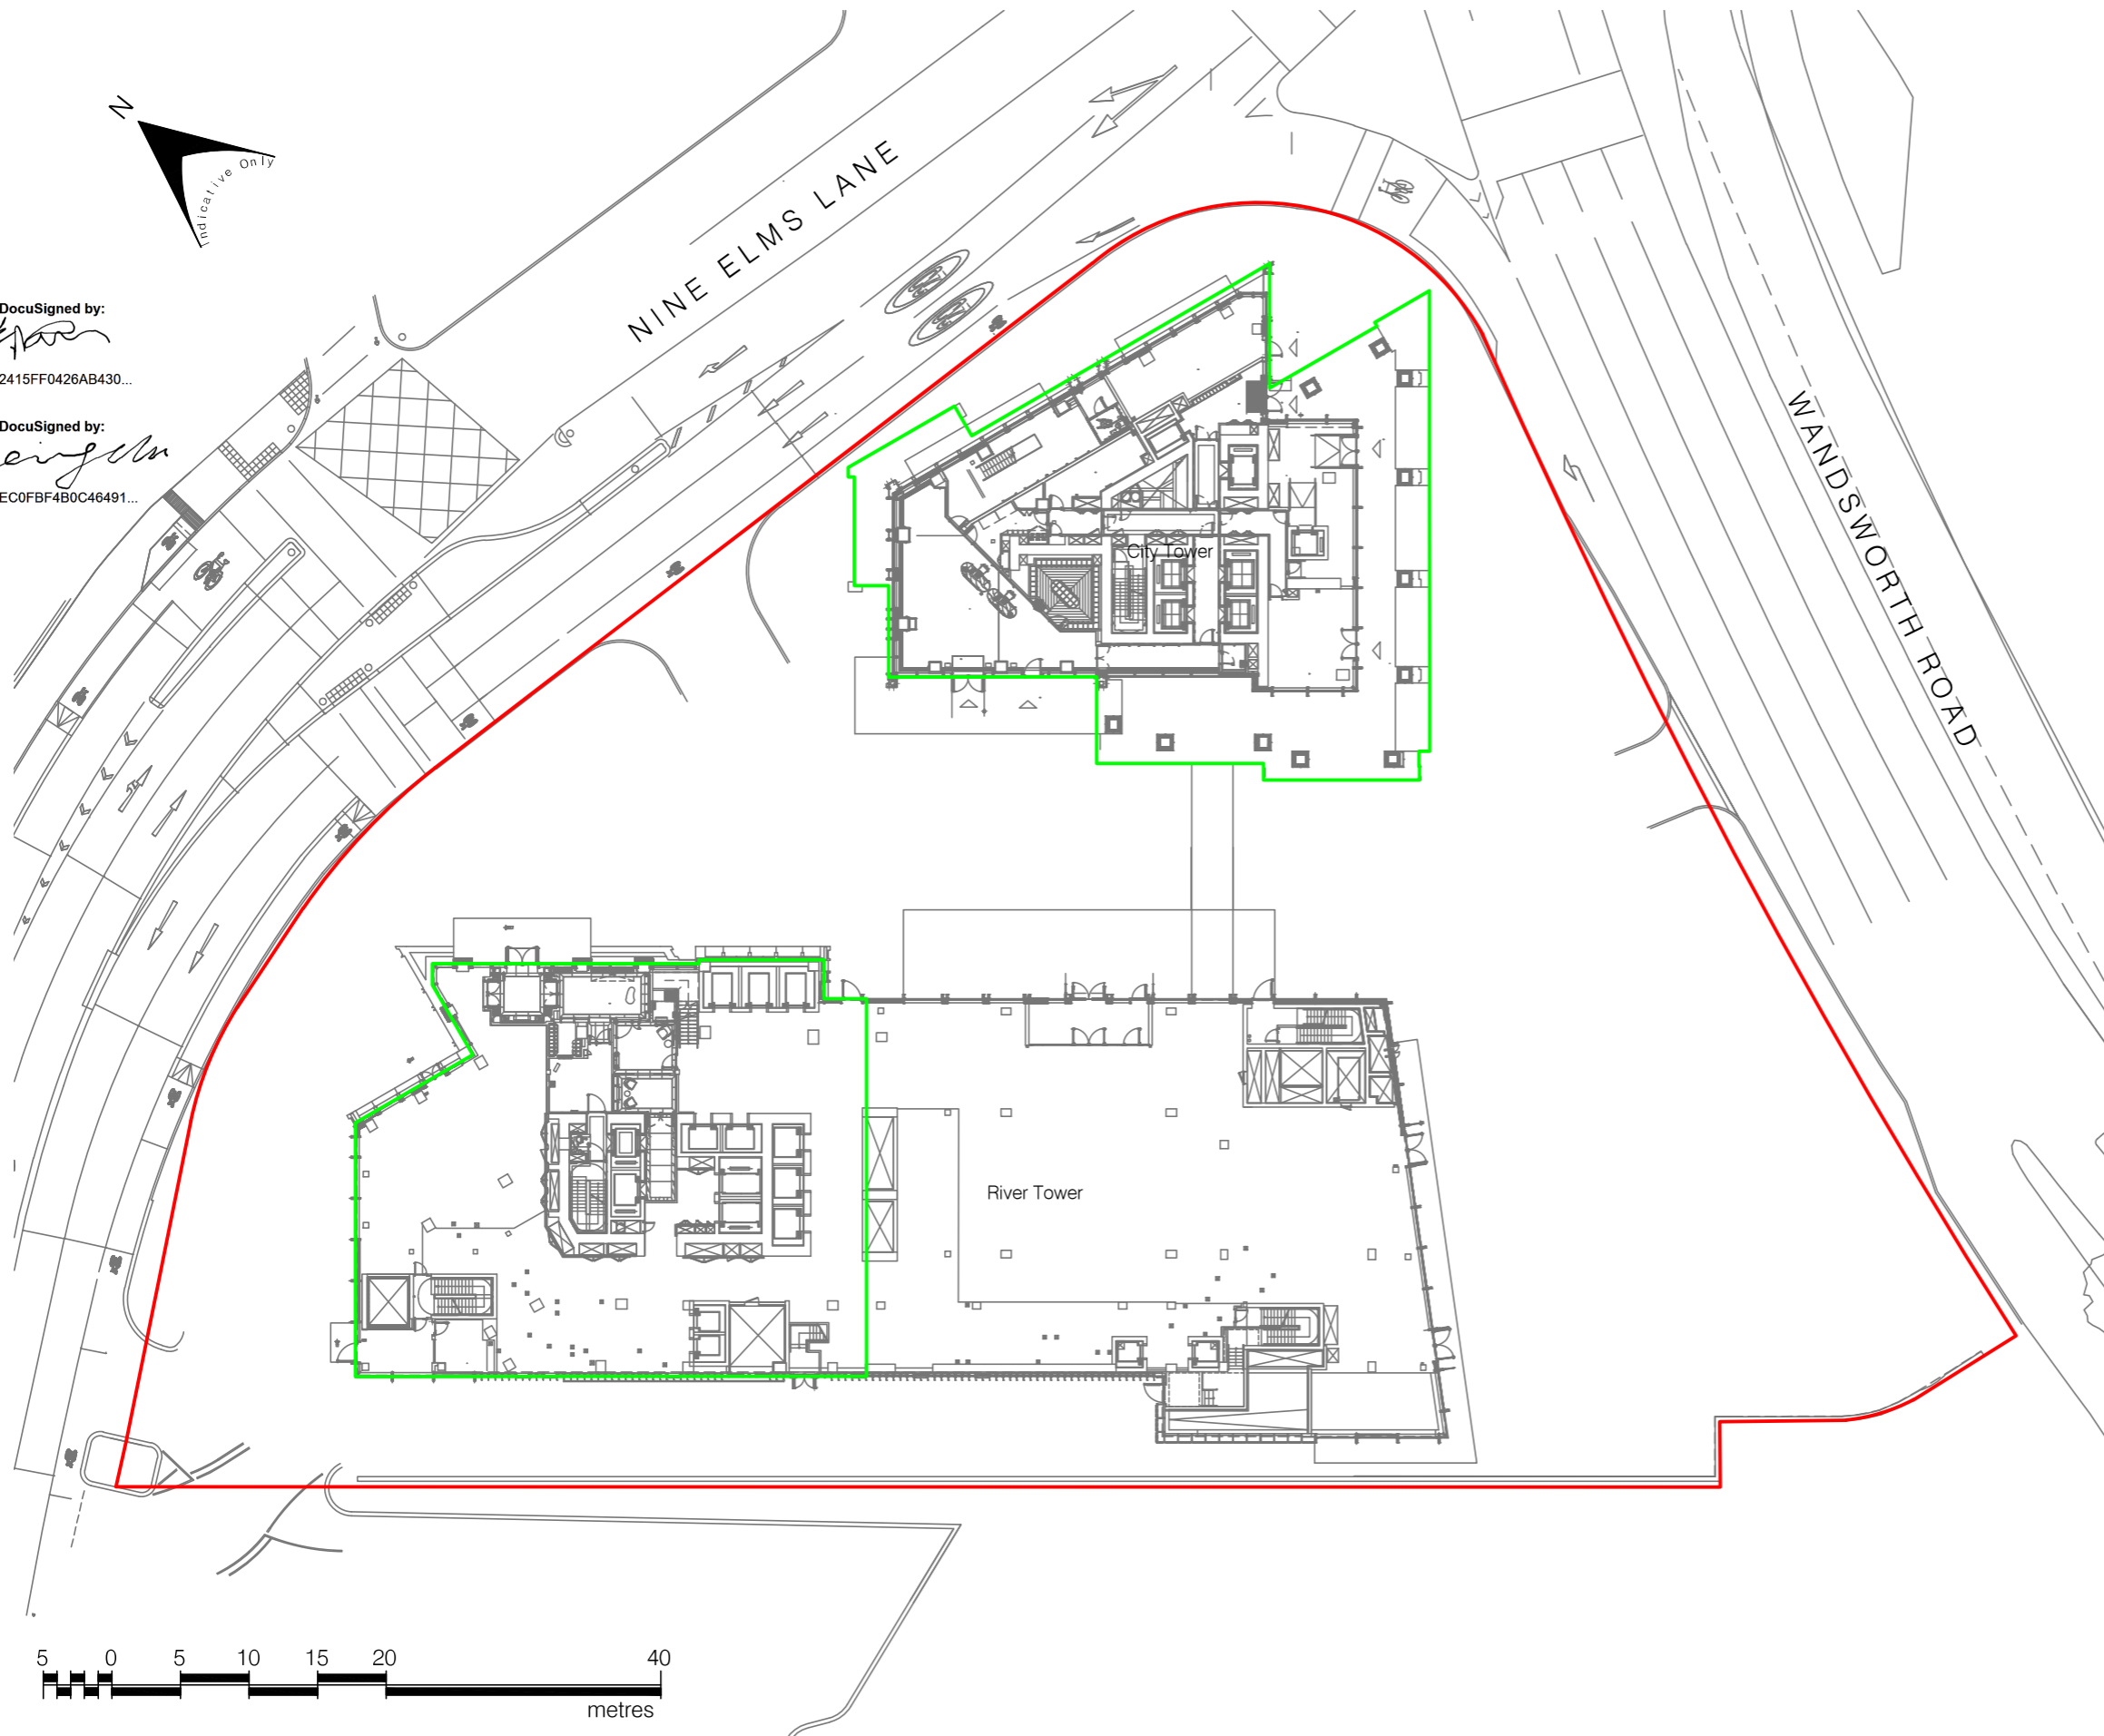 N
Indicative Only
DocuSigned by:
2415FF0426AB430...
DocuSigned by:
EC0FBF4B0C46491...
NINE ELMS LANE
WANDSWORTH ROAD
City Tower
River Tower
5 0 5 10 15 20 40
metres